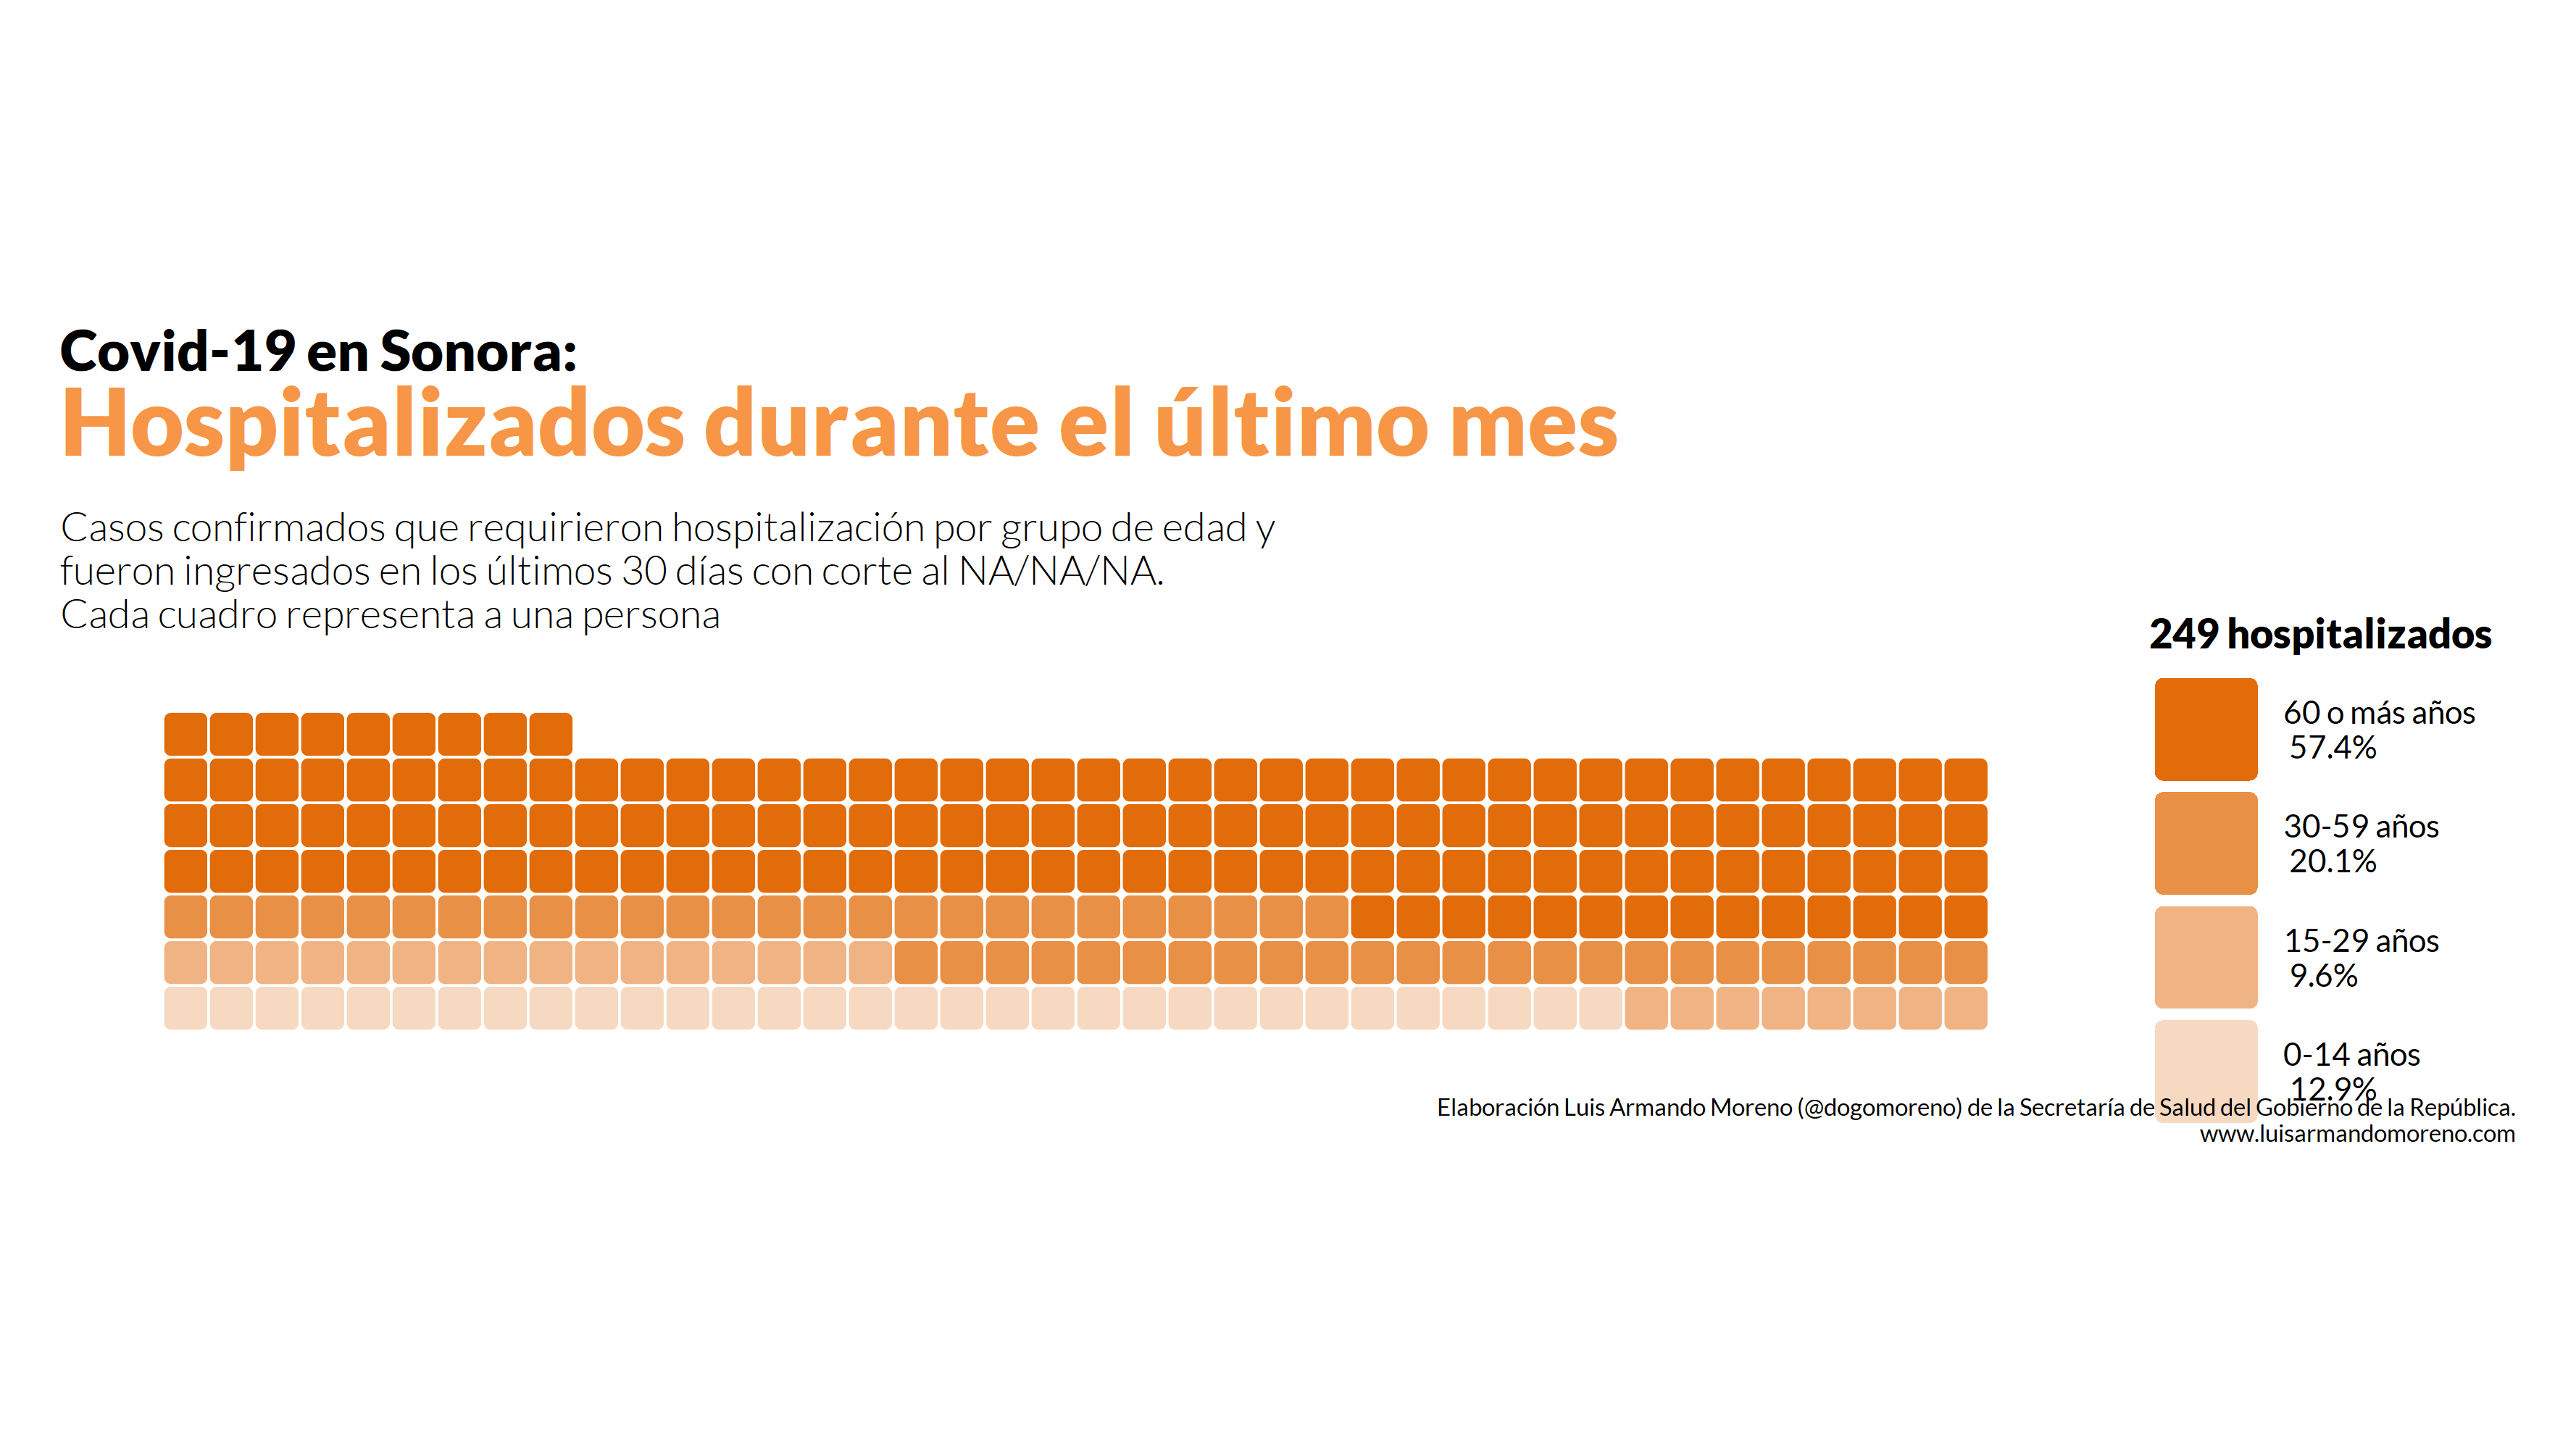 Covid-19 en Sonora:
Hospitalizados durante el último mes
Casos confirmados que requirieron hospitalización por grupo de edad y
fueron ingresados en los últimos 30 días con corte al NA/NA/NA.
Cada cuadro representa a una persona
249 hospitalizados
60 o más años
57.4%
30-59 años
20.1%
15-29 años
9.6%
0-14 años
12.9%
Elaboración Luis Armando Moreno (@dogomoreno) de la Secretaría de Salud del Gobierno de la República.
www.luisarmandomoreno.com